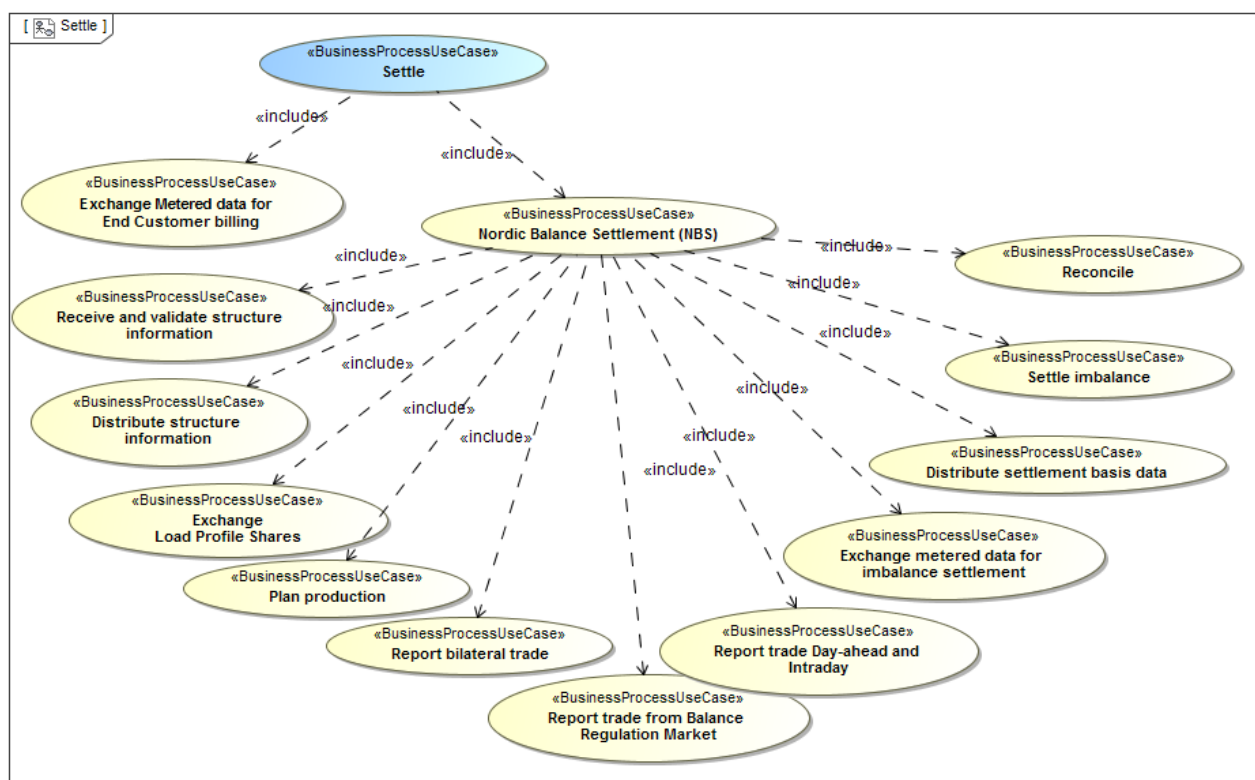 [ Settle ]
«BusinessProcessUseCase»
Settle
«include»
«include»
«BusinessProcessUseCase»
Exchange Metered data for
End Customer billing
«BusinessProcessUseCase»
Nordic Balance Settlement (NBS)
«include»
«BusinessProcessUseCase»
Reconcile
«include»
«BusinessProcessUseCase»
Receive and validate structure
information
«include»
«include»
«include»
«include»
«BusinessProcessUseCase»
Settle imbalance
«include»
«BusinessProcessUseCase»
Distribute structure
information
«include»
«include»
«include»
«include»
«BusinessProcessUseCase»
Distribute settlement basis data
«BusinessProcessUseCase»
Exchange
Load Profile Shares
«BusinessProcessUseCase»
Exchange metered data for
imbalance settlement
«BusinessProcessUseCase»
Plan production
«BusinessProcessUseCase»
Report bilateral trade
«BusinessProcessUseCase»
Report trade Day-ahead and
Intraday
«BusinessProcessUseCase»
Report trade from Balance
Regulation Market